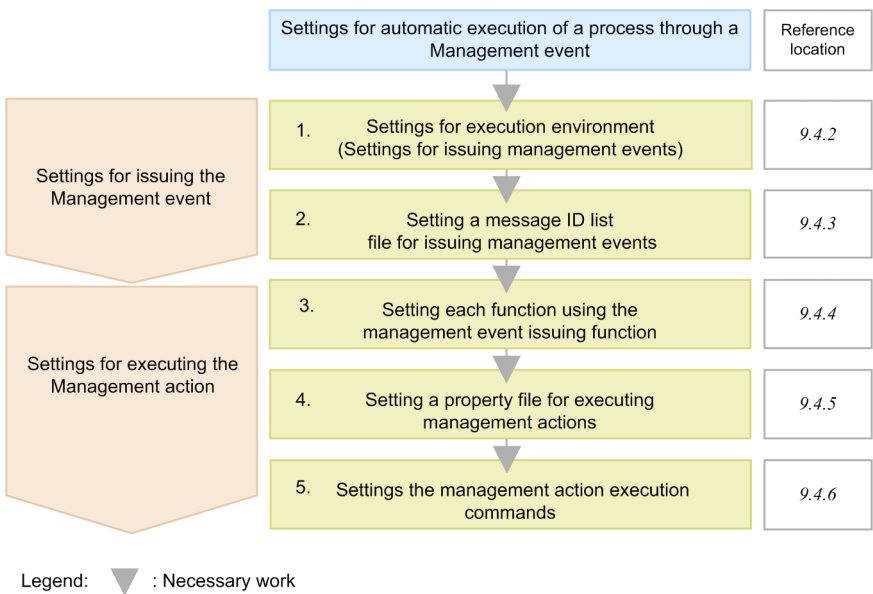 Settings for automatic execution of a process through a
Management event
Reference
location
Settings for issuing the
Management event
1.
Settings for execution environment
(Settings for issuing management events)
9.4.2
2.
Setting a message ID list
file for issuing management events
9.4.3
Settings for executing the
Management action
3.
Setting each function using the
management event issuing function
9.4.4
4.
Setting a property file for executing
management actions
9.4.5
5.
Settings the management action execution
commands
9.4.6
Legend: : Necessary work